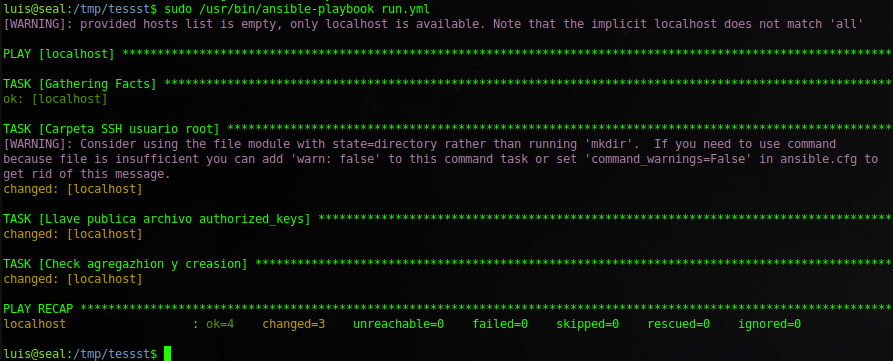 luis@seal:/tmp/tessst$ sudo /usr/bin/ansible-playbook run.yml
[WARNING]: provided hosts list is empty, only localhost is available. Note that the implicit localhost does not match 'all'
PLAY [localhost] **************************************************************************************************************
TASK [Gathering Facts] ********************************************************************************************************
ok: [localhost]
TASK [Carpeta SSH usuario root] ***********************************************************************************************
[WARNING]: Consider using the file module with state=directory rather than running 'mkdir'.  If you need to use command
because file is insufficient you can add 'warn: false' to this command task or set 'command_warnings=False' in ansible.cfg to
get rid of this message.
changed: [localhost]
TASK [Llave publica archivo authorized_keys] **********************************************************************************
changed: [localhost]
TASK [Check agregazhion y creasion] *******************************************************************************************
changed: [localhost]
PLAY RECAP ********************************************************************************************************************
localhost                  : ok=4    changed=3    unreachable=0    failed=0    skipped=0    rescued=0    ignored=0
luis@seal:/tmp/tessst$